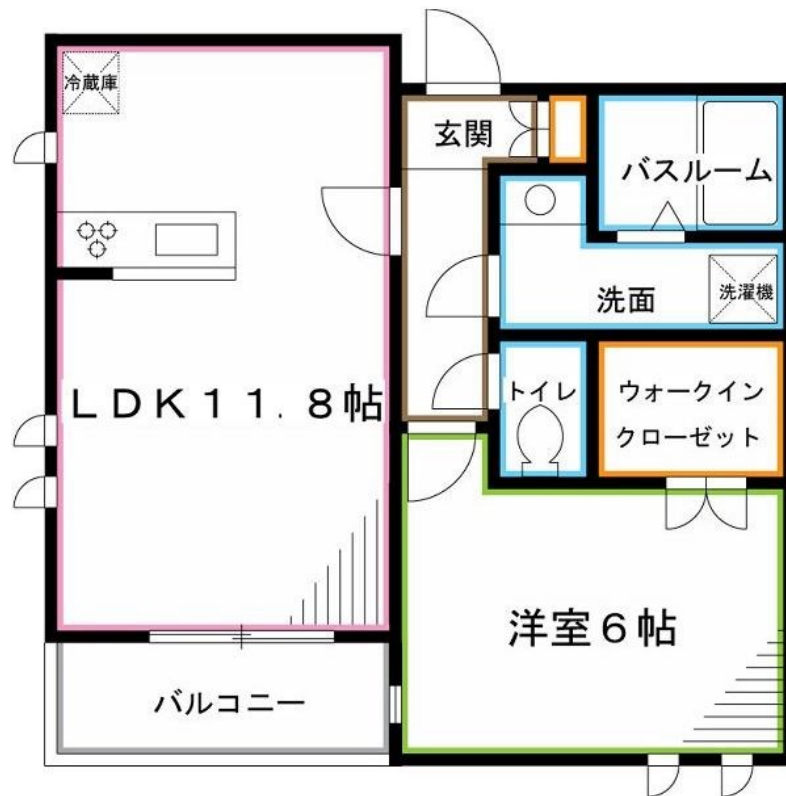 冷蔵庫
玄関
バスルーム
洗面
洗濯機
LDK11.8帖
トイレ
ウォークイン
クローゼット
洋室6帖
バルコニー